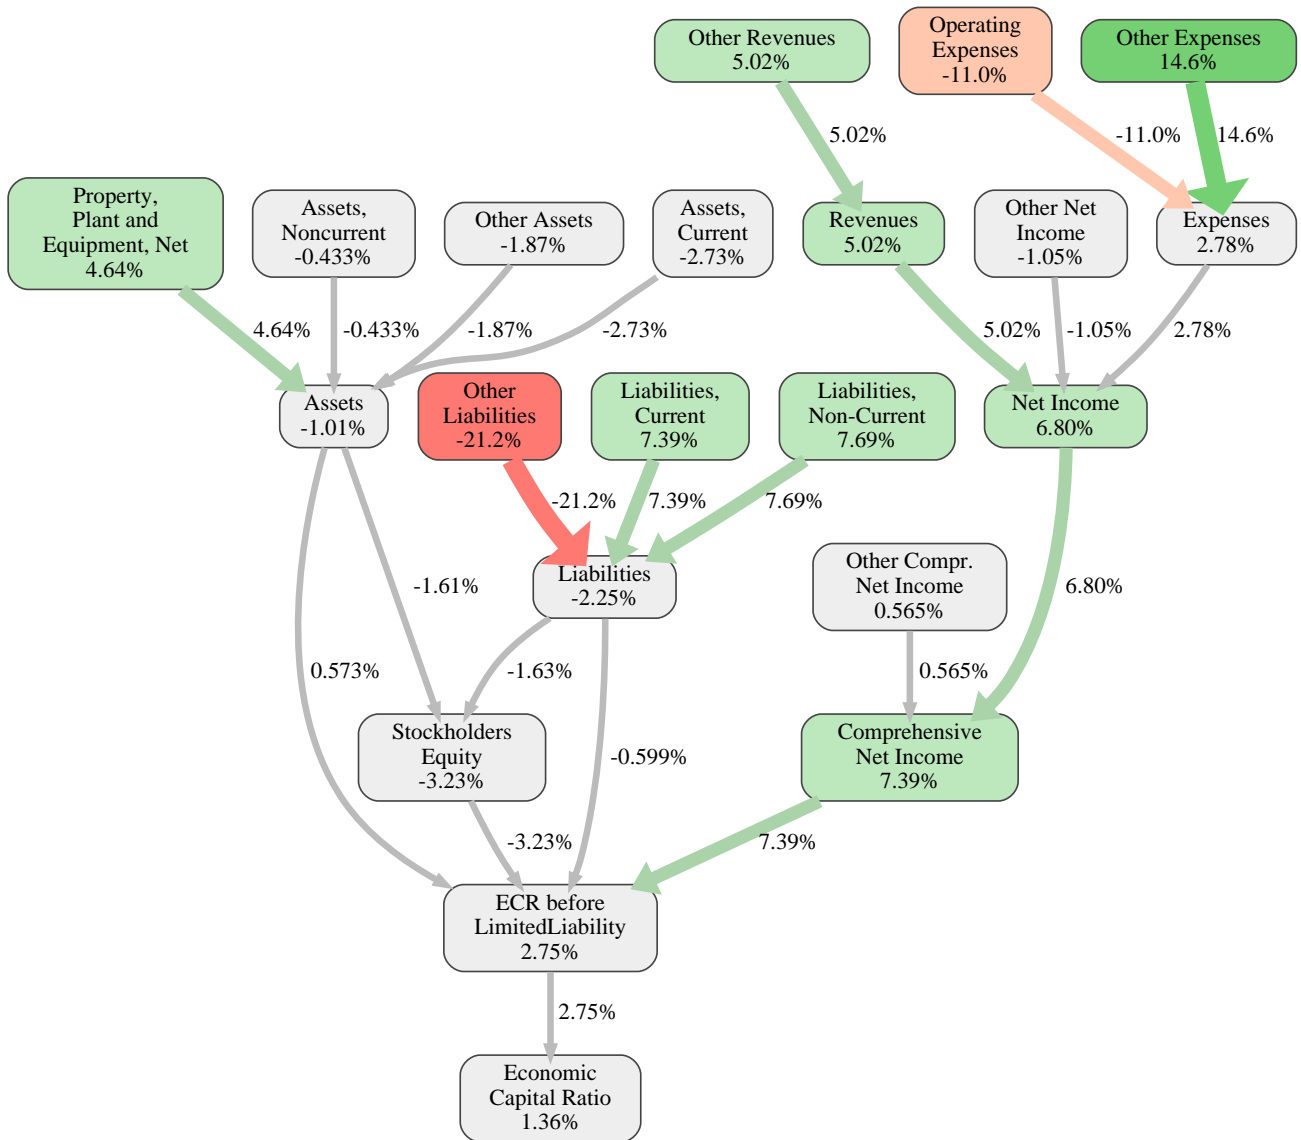 Other Revenues
5.02%
Operating
Expenses
-11.0%
Other Expenses
14.6%
5.02%
-11.0%
14.6%
Property,
Plant and
Equipment, Net
4.64%
Assets,
Noncurrent
-0.433%
Other Assets
-1.87%
Assets,
Current
-2.73%
Revenues
5.02%
Other Net
Income
-1.05%
Expenses
2.78%
4.64%
-0.433%
-1.87%
-2.73%
5.02%
-1.05%
2.78%
Assets
-1.01%
Other
Liabilities
-21.2%
Liabilities,
Current
7.39%
Liabilities,
Non-Current
7.69%
Net Income
6.80%
-21.2%
7.39%
7.69%
Liabilities
-2.25%
Other Compr.
Net Income
0.565%
-1.61%
6.80%
0.573%
-1.63%
0.565%
Stockholders
Equity
-3.23%
-0.599%
Comprehensive
Net Income
7.39%
-3.23%
7.39%
ECR before
LimitedLiability
2.75%
2.75%
Economic
Capital Ratio
1.36%